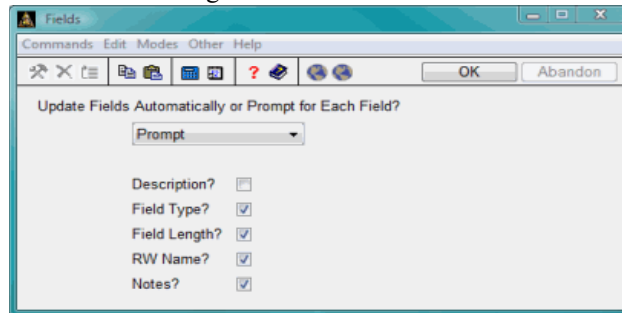 Fields
Commands Edit Modes Other Help
OK Abandon
Update Fields Automatically or Prompt for Each Field?
Prompt
Description?
Field Type?
Field Length?
RW Name?
Notes?